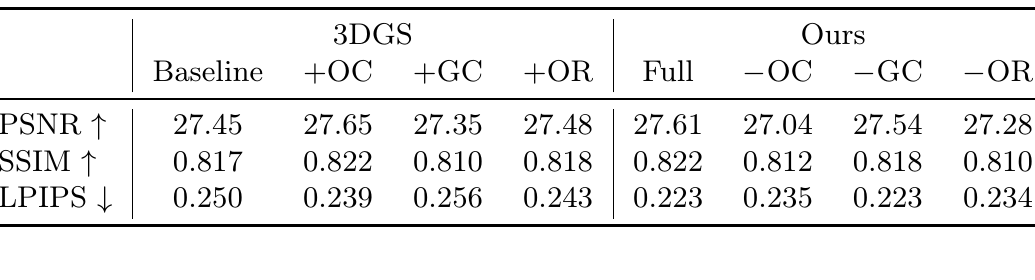 3DGS Ours
Baseline +OC +GC +OR Full −OC −GC −OR
PSNR ↑ 27.45 27.65 27.35 27.48 27.61 27.04 27.54 27.28
SSIM ↑ 0.817 0.822 0.810 0.818 0.822 0.812 0.818 0.810
LPIPS ↓ 0.250 0.239 0.256 0.243 0.223 0.235 0.223 0.234